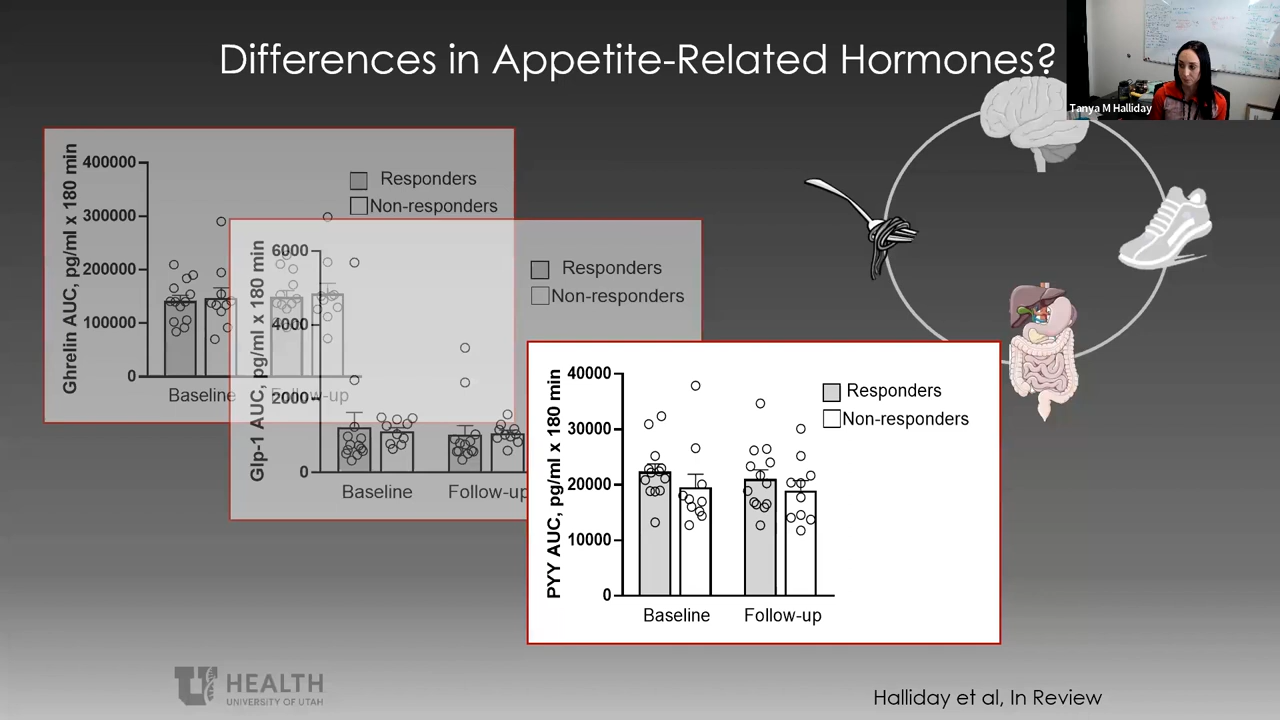 Differences in Appetite-Related Hormones?
Tanya M Halliday
Ghrelin AUC, pg/ml x 180 min
400000
300000
200000
100000
0
Responders
Non-responders
Baseline
Follow-up
Glp-1 AUC, pg/ml x 180 min
6000
4000
2000
0
Responders
Non-responders
Baseline
Follow-up
PYY AUC, pg/ml x 180 min
40000
30000
20000
10000
0
Responders
Non-responders
Baseline
Follow-up
U HEALTH
UNIVERSITY OF UTAH
Halliday et al, In Review